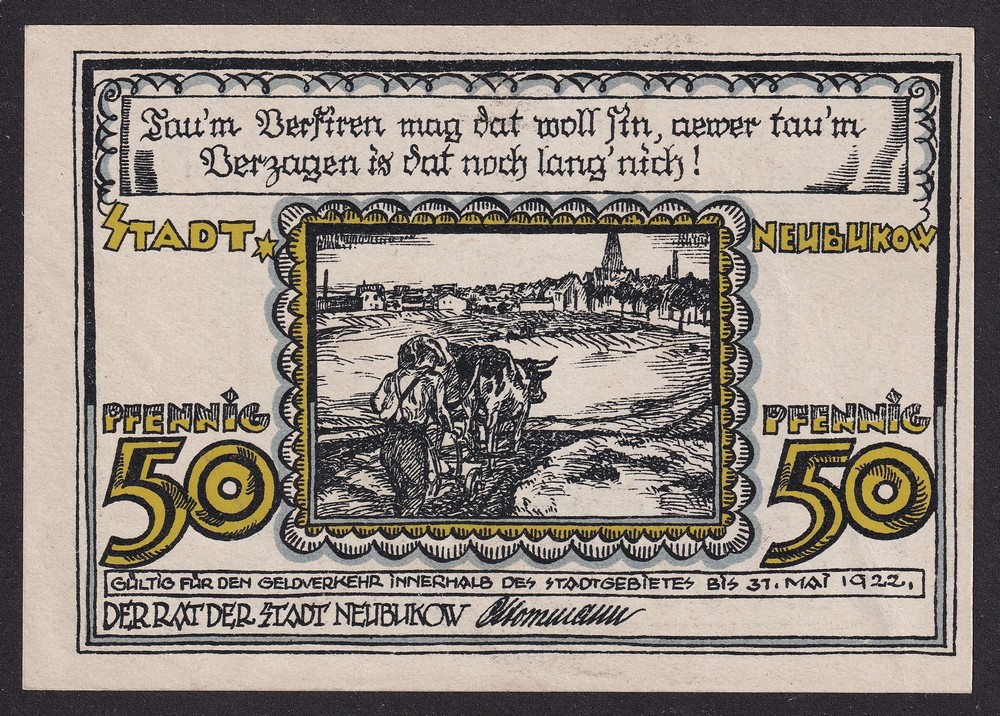 Tau'm Verfiren mag dat woll sin, aewer tau'm
Verzagen is dat noch lang' nich!
STADT NEUBUKOW
PFENNIG PFENNIG
50 50
GÜLTIG FÜR DEN GELDVERKEHR INNERHALB DES STADTGEBIETES BIS 31. MAI 1922.
DER RAT DER STADT NEUBUKOW